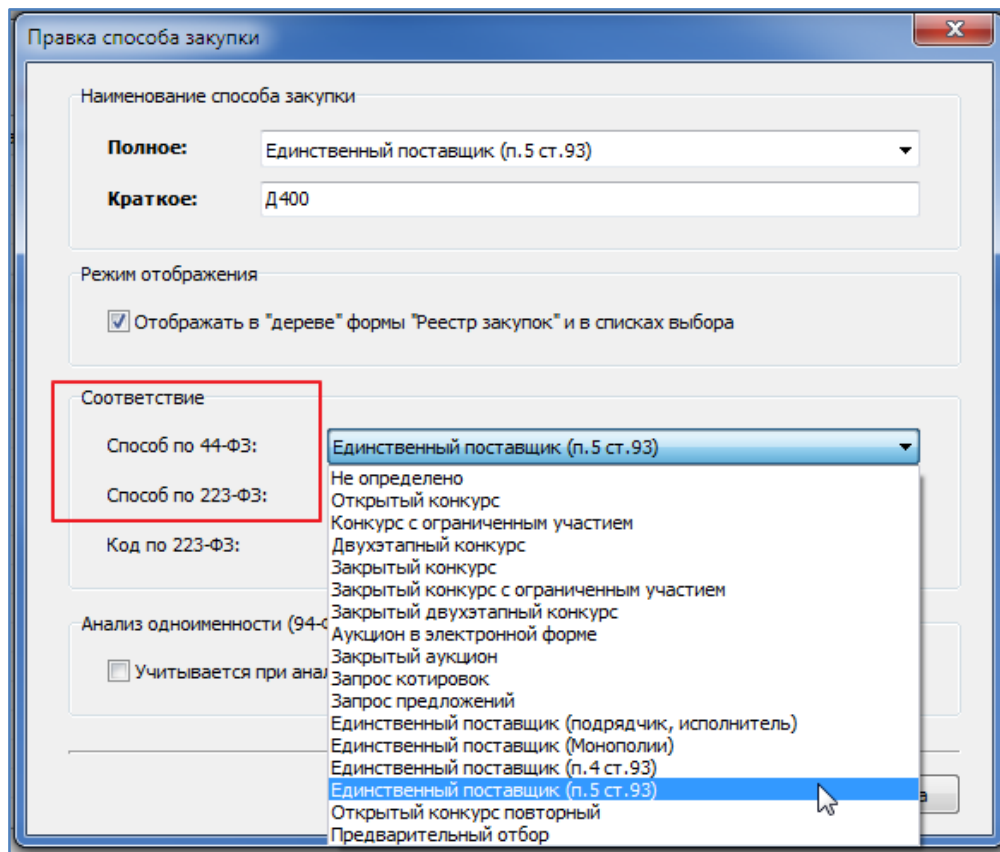 Правка способа закупки
Наименование способа закупки
Полное: Единственный поставщик (п.5 ст.93)
Краткое: Д400
Режим отображения
Отображать в "дереве" формы "Реестр закупок" и в списках выбора
Соответствие
Способ по 44-ФЗ: Единственный поставщик (п.5 ст.93)
Не определено
Открытый конкурс
Способ по 223-ФЗ:
Конкурс с ограниченным участием
Двухэтапный конкурс
Код по 223-ФЗ:
Закрытый конкурс
Закрытый конкурс с ограниченным участием
Закрытый двухэтапный конкурс
Анализ одноименности (94-
Аукцион в электронной форме
Закрытый аукцион
Учитывается при
Запрос котировок
Запрос предложений
Единственный поставщик (подрядчик, исполнитель)
Единственный поставщик (Монополии)
Единственный поставщик (п.4 ст.93)
Единственный поставщик (п.5 ст.93)
Открытый конкурс повторный
Предварительный отбор